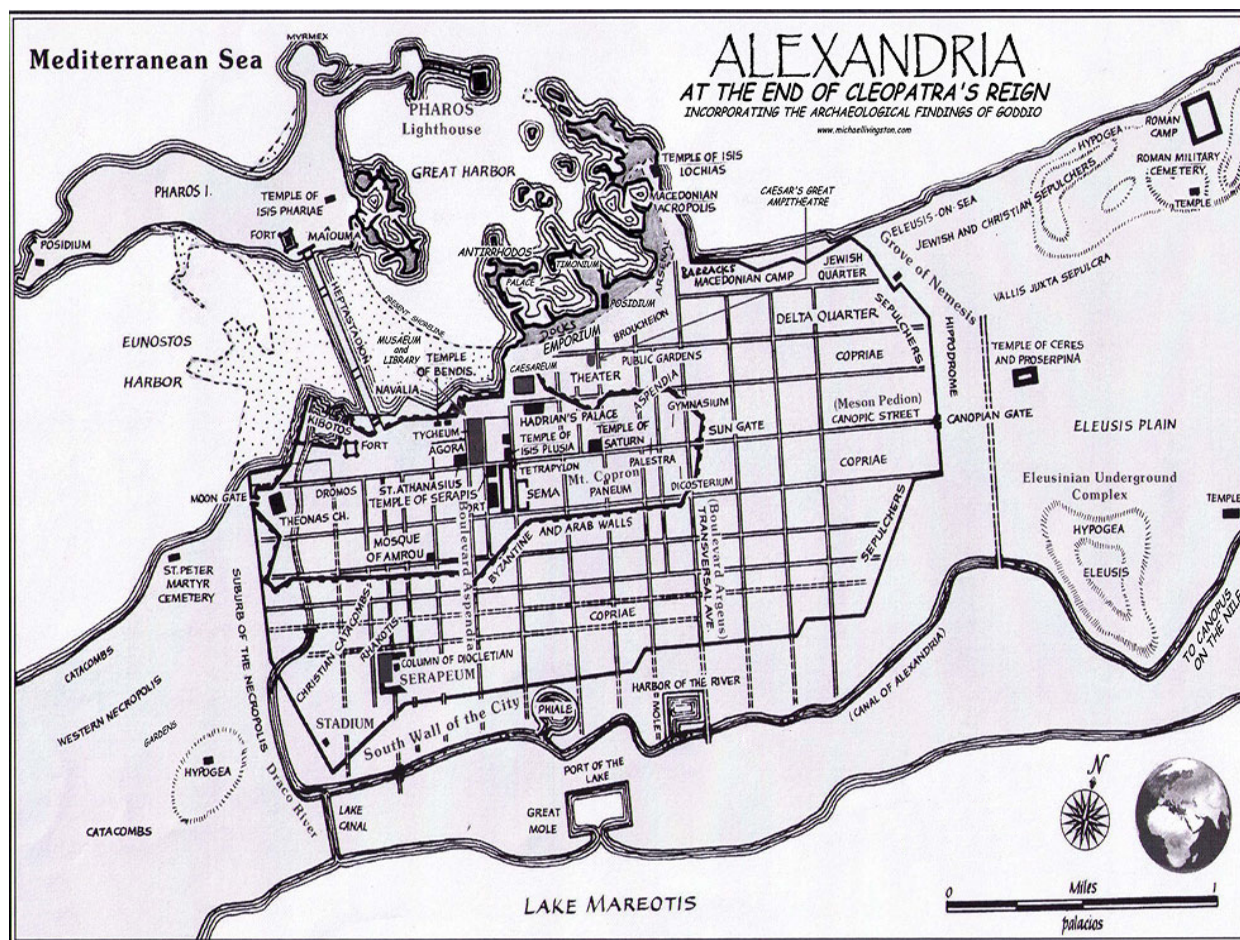 Mediterranean Sea
MYRMEX
ALEXANDRIA
AT THE END OF CLEOPATRA'S REIGN
INCORPORATING THE ARCHAEOLOGICAL FINDINGS OF GODDIO
www.michaellivingston.com
PHAROS
Lighthouse
GREAT HARBOR
PHAROS I.
TEMPLE OF
ISIS PHARIAE
FORT
MAIOUMA
POSIDIUM
TEMPLE OF ISIS
LOCHIAS
MACEDONIAN
ACROPOLIS
CAESAR'S GREAT
AMPITHEATRE
HYPOGEA
ROMAN
CAMP
ROMAN MILITARY
CEMETERY
TEMPLE
ELEUSIS-ON-SEA
JEWISH AND CHRISTIAN SEPULCHERS
Grove of Nemesis
VALLIS JUXTA SEPULCRA
ANTIRRHODOS
TIMONIUM
PALACE
POSIDIUM
ARSENAL
BARRACKS
MACEDONIAN CAMP
JEWISH
QUARTER
SEPULCHERS
HEPTASTADION
PRESENT SHORELINE
EUNOSTOS
HARBOR
MUSAEUM
and
LIBRARY
TEMPLE
OF BENDIS.
NAVALIA
DOCKS
EMPORIUM
BROUCHEION
DELTA QUARTER
HIPPODROME
TEMPLE OF CERES
AND PROSERPINA
CAESAREUM
THEATER
PUBLIC GARDENS
COPRIAE
ASPENDIA
GYMNASIUM
(Meson Pedion)
CANOPIC STREET
CANOPIAN GATE
ELEUSIS PLAIN
KIBOTOS
FORT
TYCHEUM
AGORA
HADRIAN'S PALACE
TEMPLE OF
ISIS PLUSIA
TEMPLE OF
SATURN
SUN GATE
TETRAPYLON
PALESTRA
Mt. Copron
PANEUM
DICOSTERIUM
COPRIAE
MOON GATE
DROMOS
ST. ATHANASIUS
TEMPLE OF SERAPIS
SEMA
THEONAS CH.
MOSQUE
OF AMROU
BYZANTINE AND ARAB WALLS
Boulevard Aspendia
(Boulevard Argeus)
TRANSVERSAL AVE.
SEPULCHERS
Eleusinian Underground
Complex
HYPOGEA
ELEUSIS
TEMPLE
ST. PETER
MARTYR
CEMETERY
SUBURB OF THE NECROPOLIS
CHRISTIAN CATACOMBS
RHAKOTIS
COPRIAE
COLUMN OF DIOCLETIAN
SERAPEUM
CATACOMBS
WESTERN NECROPOLIS
GARDENS
HYPOGEA
CATACOMBS
STADIUM
South Wall of the City
PHIALE
HARBOR OF THE RIVER
MOLE
(CANAL OF ALEXANDRIA)
TO CANOPUS
ON THE NILE
Draco River
LAKE
CANAL
PORT OF THE
LAKE
GREAT
MOLE
LAKE MAREOTIS
N
0 Miles 1
palacios